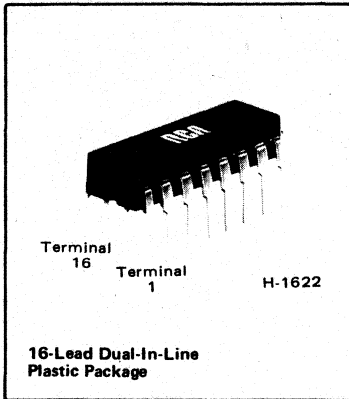 RCA
Terminal
16
Terminal
1
H-1622
16-Lead Dual-In-Line
Plastic Package